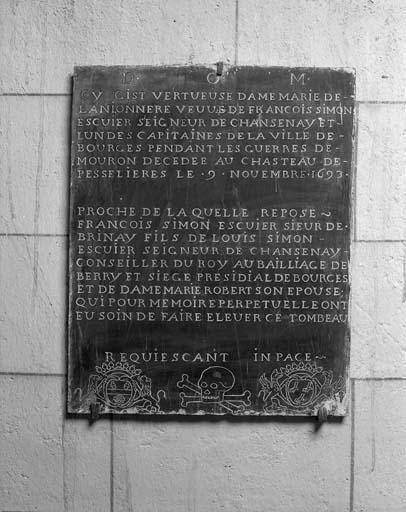 D. O. M.
CY GIST VERTUEUSE DAME MARIE DE-
LANIONNERE VEUUE DE FRANCOIS SIMON
ESCUIER SEIGNEUR DE CHANSENAY ET-
LUN DES CAPITAINES DE LA VILLE DE-
BOURGES PENDANT LES GUERRES DE-
MOURON DECEDEE AU CHASTEAU DE-
PESSELIERES LE · 9 · NOUEMBRE · 1693 ·
PROCHE DE LA QUELLE REPOSE ~
FRANCOIS SIMON ESCUIER SIEUR DE-
BRINAY FILS DE LOUIS SIMON -
ESCUIER SEIGNEUR DE CHANSENAY-
CONSEILLER DU ROY AU BAILLIAGE DE
BERRY ET SIEGE PRESIDIAL DE BOURGES
ET DE DAME MARIE ROBERT SON EPOUSE,
QUI POUR MEMOIRE PERPETUELLE ONT
EU SOIN DE FAIRE ELEUER CE TOMBEAU
REQUIESCANT IN PACE ~